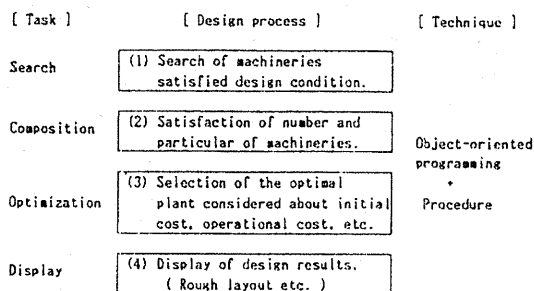 [ Task ] [ Design process ] [ Technique ]
Search
(1) Search of machineries
satisfied design condition.
Composition
(2) Satisfaction of number and
particular of machineries.
Optimization
(3) Selection of the optimal
plant considered about initial
cost, operational cost, etc.
Display
(4) Display of design results.
( Rough layout etc. )
Object-oriented
programming
+
Procedure